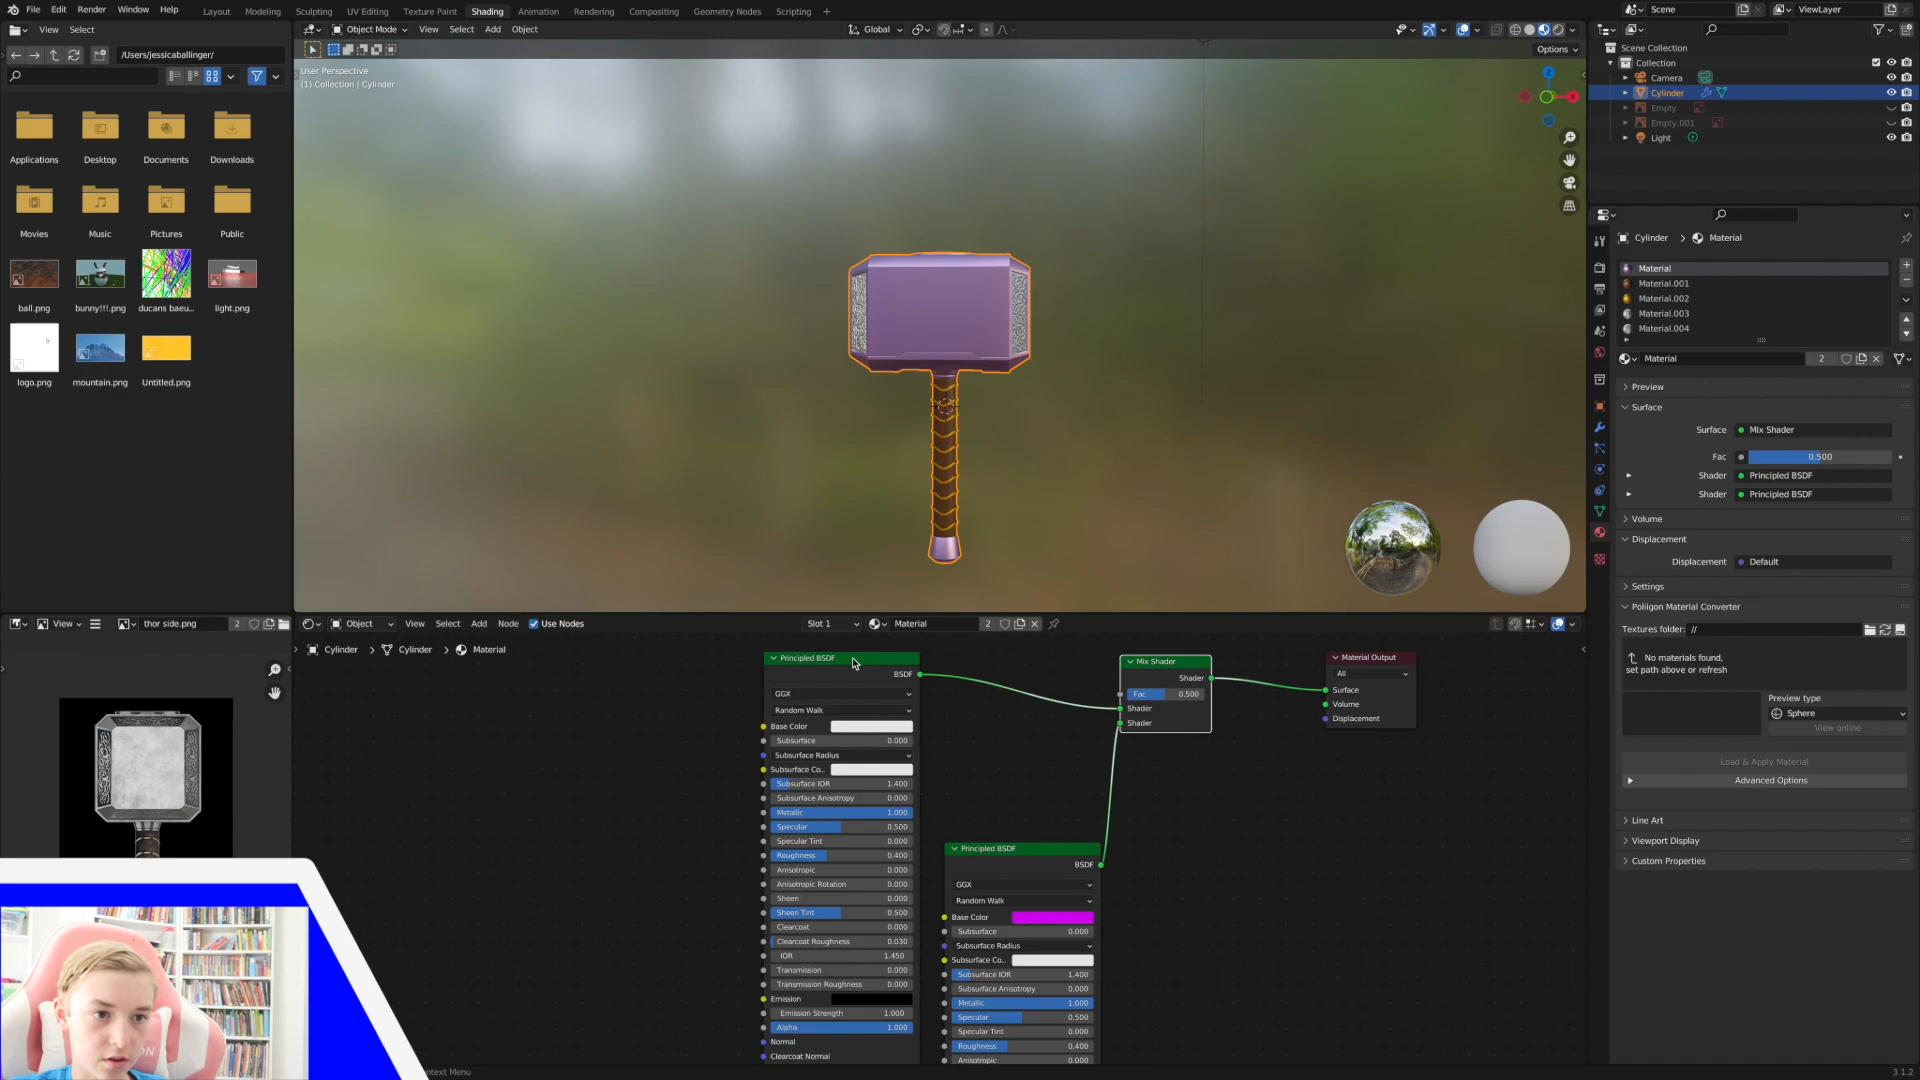 File Edit Render Window Help
Layout Modeling Sculpting UV Editing Texture Paint Shading Animation Rendering Compositing Geometry Nodes Scripting +
Scene
ViewLayer
View Select
/Users/jessicaballinger/
Applications Desktop Documents Downloads
Movies Music Pictures Public
ball.png bunny!!!.png ducans baeu... light.png
logo.png mountain.png Untitled.png
Object Mode View Select Add Object
Global
Options
User Perspective
(1) Collection | Cylinder
Z
X
Scene Collection
Collection
Camera
Cylinder
Empty
Empty.001
Light
Cylinder > Material
Material
Material.001
Material.002
Material.003
Material.004
Material 2
Preview
Surface
Surface Mix Shader
Fac 0.500
Shader Principled BSDF
Shader Principled BSDF
Volume
Displacement
Displacement Default
Settings
Poliigon Material Converter
Textures folder: //
No materials found,
set path above or refresh
Preview type
Sphere
View online
Load & Apply Material
Advanced Options
Line Art
Viewport Display
Custom Properties
View thor side.png 2
Object View Select Add Node Use Nodes
Slot 1
Material 2
Cylinder > Cylinder > Material
Principled BSDF
BSDF
GGX
Random Walk
Base Color
Subsurface 0.000
Subsurface Radius
Subsurface Co...
Subsurface IOR 1.400
Subsurface Anisotropy 0.000
Metallic 1.000
Specular 0.500
Specular Tint 0.000
Roughness 0.400
Anisotropic 0.000
Anisotropic Rotation 0.000
Sheen 0.000
Sheen Tint 0.500
Clearcoat 0.000
Clearcoat Roughness 0.030
IOR 1.450
Transmission 0.000
Transmission Roughness 0.000
Emission
Emission Strength 1.000
Alpha 1.000
Normal
Clearcoat Normal
Principled BSDF
BSDF
GGX
Random Walk
Base Color
Subsurface 0.000
Subsurface Radius
Subsurface Co...
Subsurface IOR 1.400
Subsurface Anisotropy 0.000
Metallic 1.000
Specular 0.500
Specular Tint 0.000
Roughness 0.400
Anisotropic 0.000
Mix Shader
Shader
Fac 0.500
Shader
Shader
Material Output
All
Surface
Volume
Displacement
ntext Menu
3.1.2